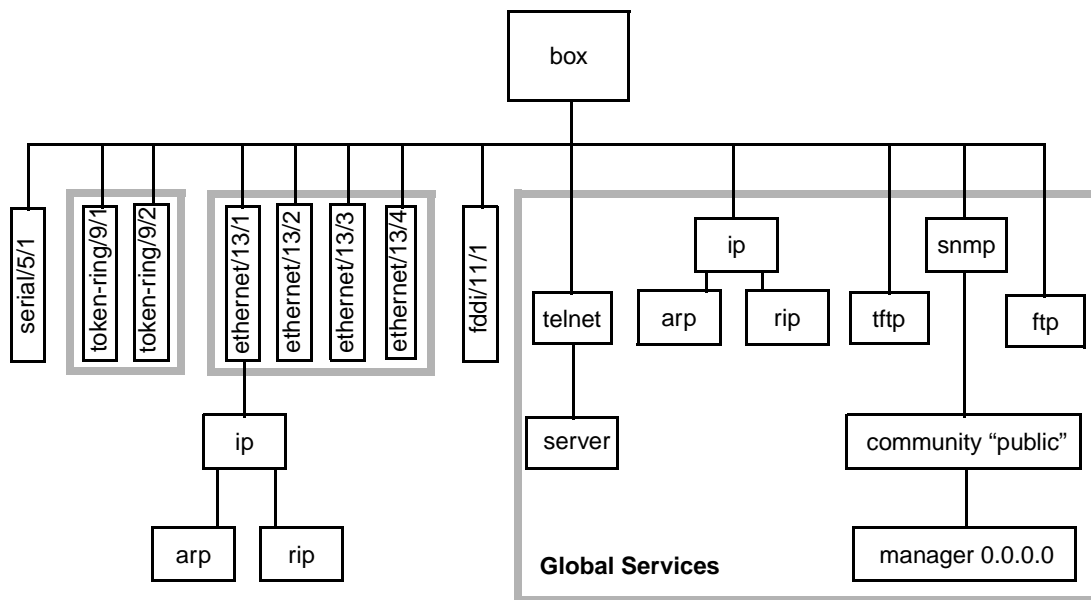 box
serial/5/1
token-ring/9/1
token-ring/9/2
ethernet/13/1
ethernet/13/2
ethernet/13/3
ethernet/13/4
fddi/11/1
ip
snmp
telnet
arp
rip
tftp
ftp
ip
server
community “public”
arp
rip
manager 0.0.0.0
Global Services